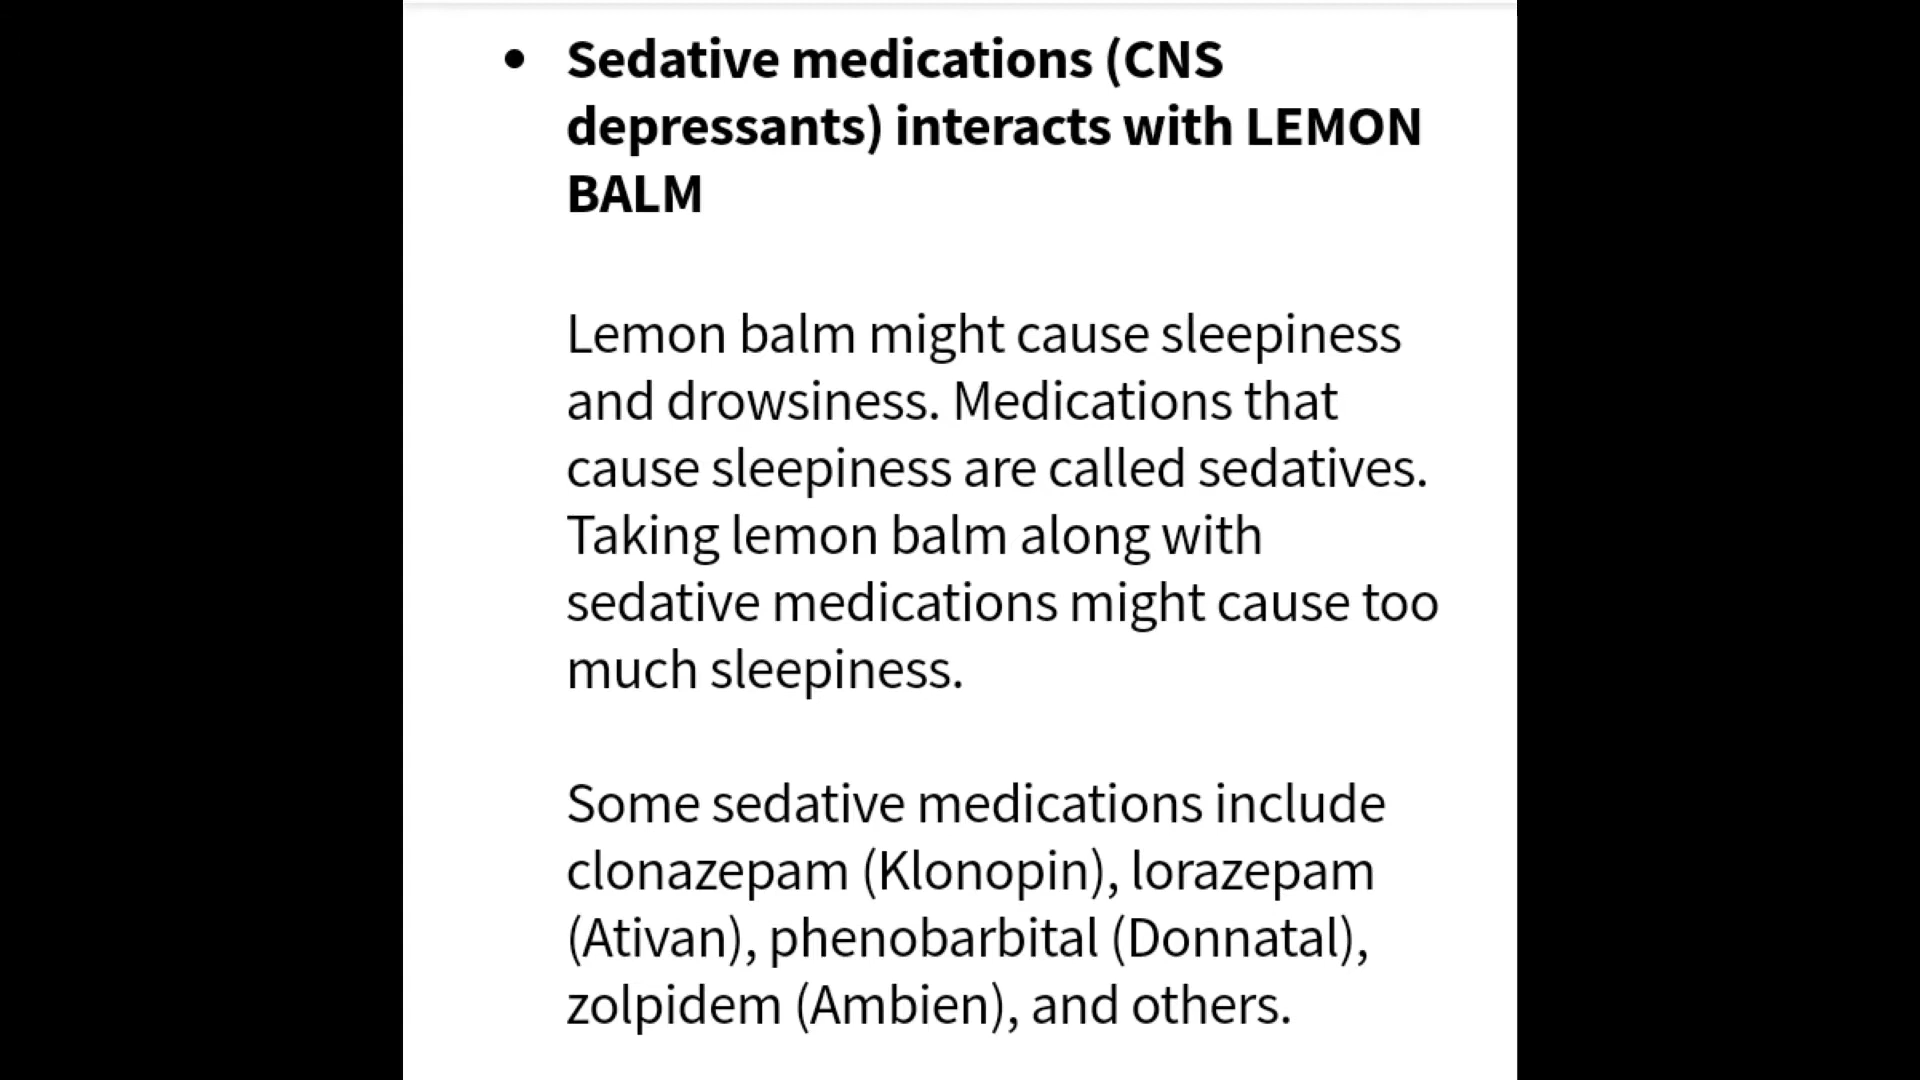 • Sedative medications (CNS
depressants) interacts with LEMON
BALM
Lemon balm might cause sleepiness
and drowsiness. Medications that
cause sleepiness are called sedatives.
Taking lemon balm along with
sedative medications might cause too
much sleepiness.
Some sedative medications include
clonazepam (Klonopin), lorazepam
(Ativan), phenobarbital (Donnatal),
zolpidem (Ambien), and others.